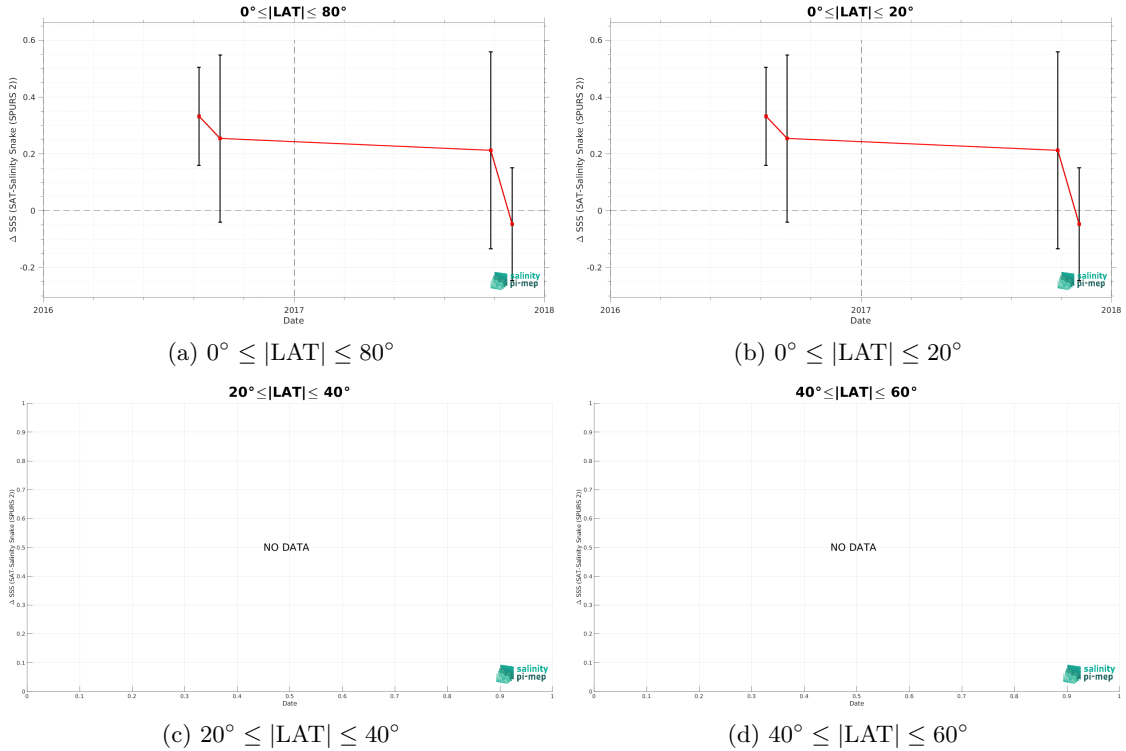 0°≤|LAT|≤ 80°
Δ SSS (SAT-Salinity Snake (SPURS 2))
0.6
0.4
0.2
0
-0.2
2016
2017
2018
Date
salinity
pi-mep
(a) 0° ≤ |LAT| ≤ 80°
0°≤|LAT|≤ 20°
Δ SSS (SAT-Salinity Snake (SPURS 2))
0.6
0.4
0.2
0
-0.2
2016
2017
2018
Date
salinity
pi-mep
(b) 0° ≤ |LAT| ≤ 20°
20°≤|LAT|≤ 40°
Δ SSS (SAT-Salinity Snake (SPURS 2))
1
0.9
0.8
0.7
0.6
0.5
0.4
0.3
0.2
0.1
0
NO DATA
0 0.1 0.2 0.3 0.4 0.5 0.6 0.7 0.8 0.9 1
Date
salinity
pi-mep
(c) 20° ≤ |LAT| ≤ 40°
40°≤|LAT|≤ 60°
Δ SSS (SAT-Salinity Snake (SPURS 2))
1
0.9
0.8
0.7
0.6
0.5
0.4
0.3
0.2
0.1
0
NO DATA
0 0.1 0.2 0.3 0.4 0.5 0.6 0.7 0.8 0.9 1
Date
salinity
pi-mep
(d) 40° ≤ |LAT| ≤ 60°